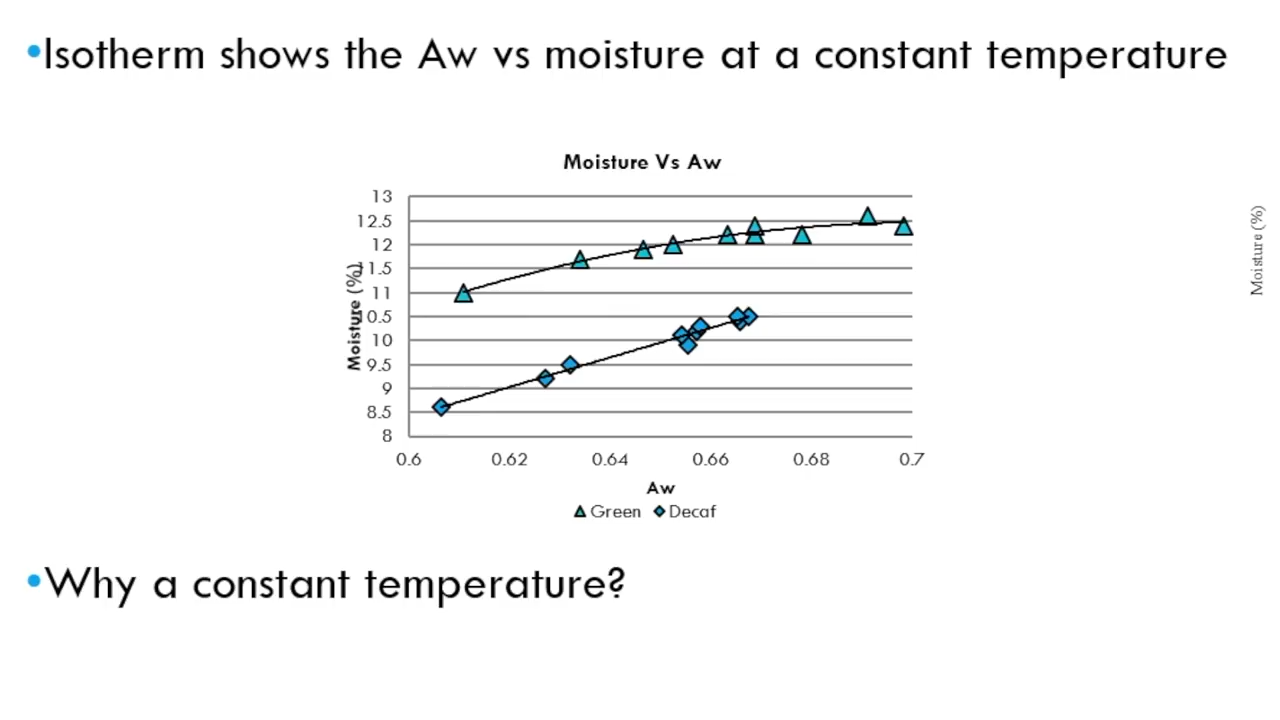 •Isotherm shows the Aw vs moisture at a constant temperature
Moisture Vs Aw
Moisture (%)
13
12.5
12
11.5
11
10.5
10
9.5
9
8.5
8
0.6 0.62 0.64 0.66 0.68 0.7
Aw
Green Decaf
Moisture (%)
•Why a constant temperature?